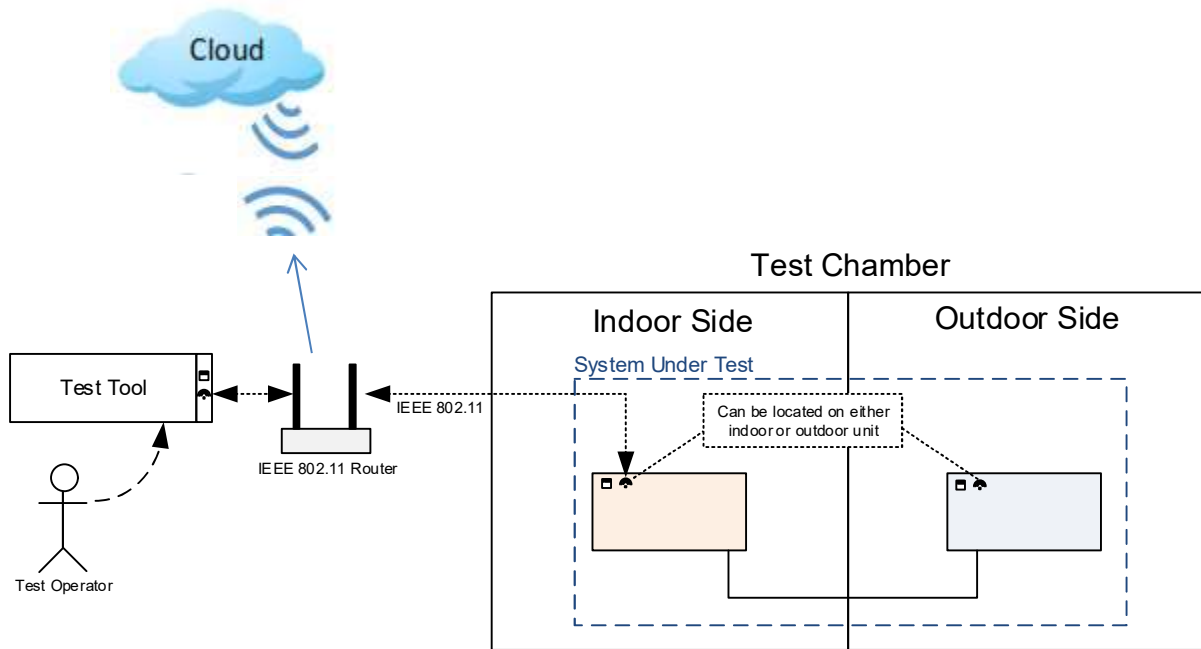 Cloud
Test Chamber
Indoor Side
Outdoor Side
System Under Test
Test Tool
IEEE 802.11
Can be located on either
indoor or outdoor unit
IEEE 802.11 Router
Test Operator